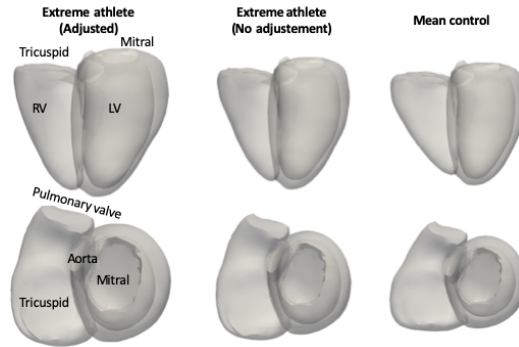 Extreme athlete
(Adjusted)
Extreme athlete
(No adjustement)
Mean control
Tricuspid
Mitral
RV
LV
Pulmonary valve
Aorta
Mitral
Tricuspid